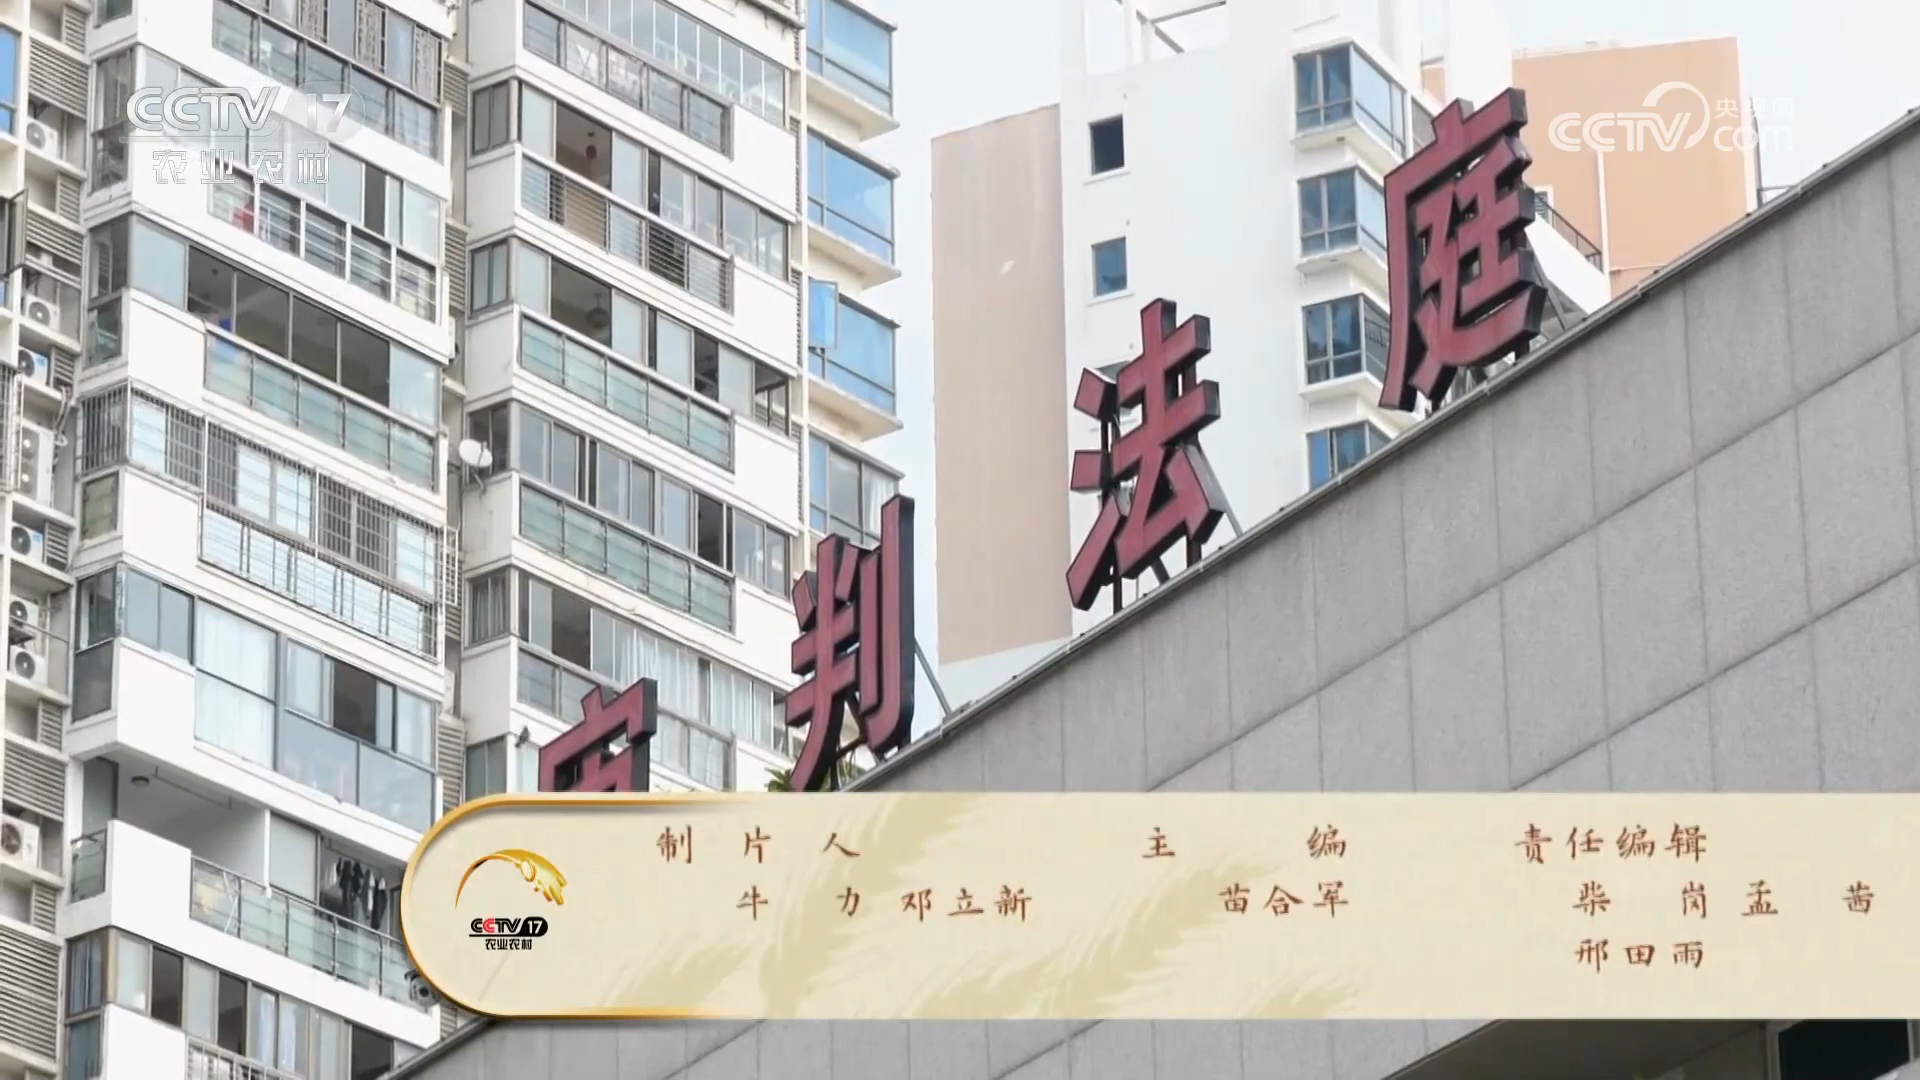 CCTV 17
农业农村
CCTV 央视网
com
审判法庭
制片人 主编 责任编辑
牛力 邓立新 苗合军 柴岗 孟茜
邢田雨
CCTV 17
农业农村